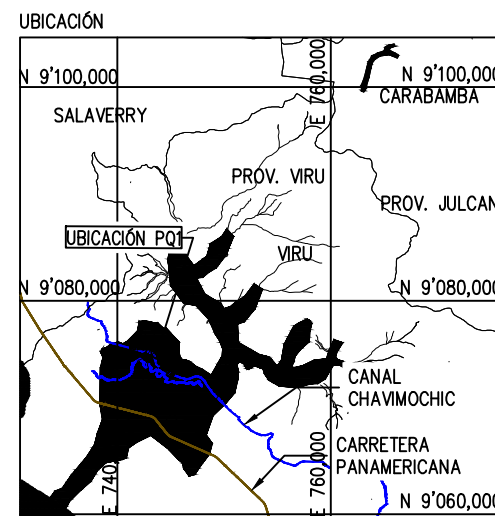 UBICACIÓN
N 9'100,000
E 760,000
N 9'100,000
CARABAMBA
SALAVERRY
PROV. VIRU
PROV. JULCAN
UBICACIÓN PQ1
VIRU
N 9'080,000
N 9'080,000
CANAL
CHAVIMOCHIC
CARRETERA
PANAMERICANA
E 740
E 760,000
N 9'060,000